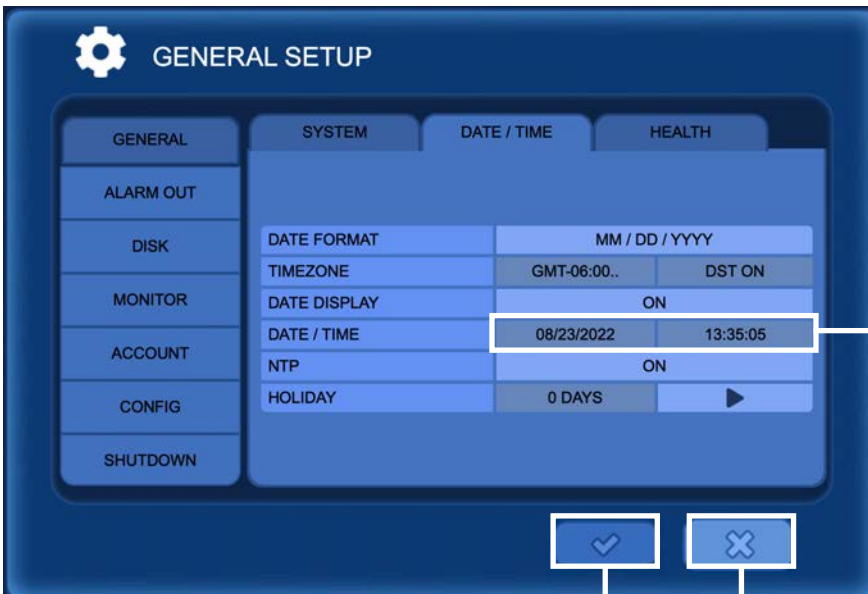 GENERAL SETUP
SYSTEM DATE / TIME HEALTH
GENERAL
ALARM OUT
DISK
MONITOR
ACCOUNT
CONFIG
SHUTDOWN
DATE FORMAT MM / DD / YYYY
TIMEZONE GMT-06:00.. DST ON
DATE DISPLAY ON
DATE / TIME 08/23/2022 13:35:05
NTP ON
HOLIDAY 0 DAYS